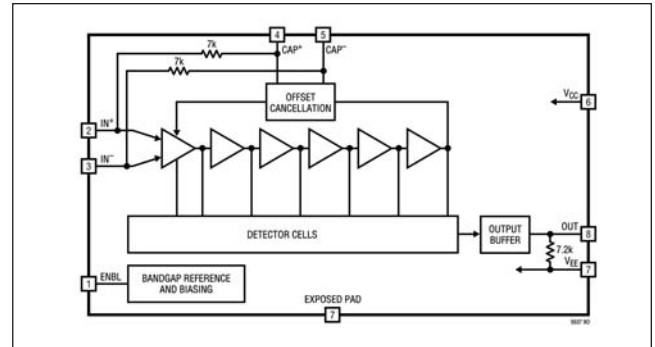 4
5
CAP⁺
CAP⁻
7k
7k
OFFSET
CANCELLATION
VCC
6
2
IN⁺
3
IN⁻
DETECTOR CELLS
OUTPUT
BUFFER
OUT
8
7.2k
VEE
7
1
ENBL
BANDGAP REFERENCE
AND BIASING
EXPOSED PAD
7